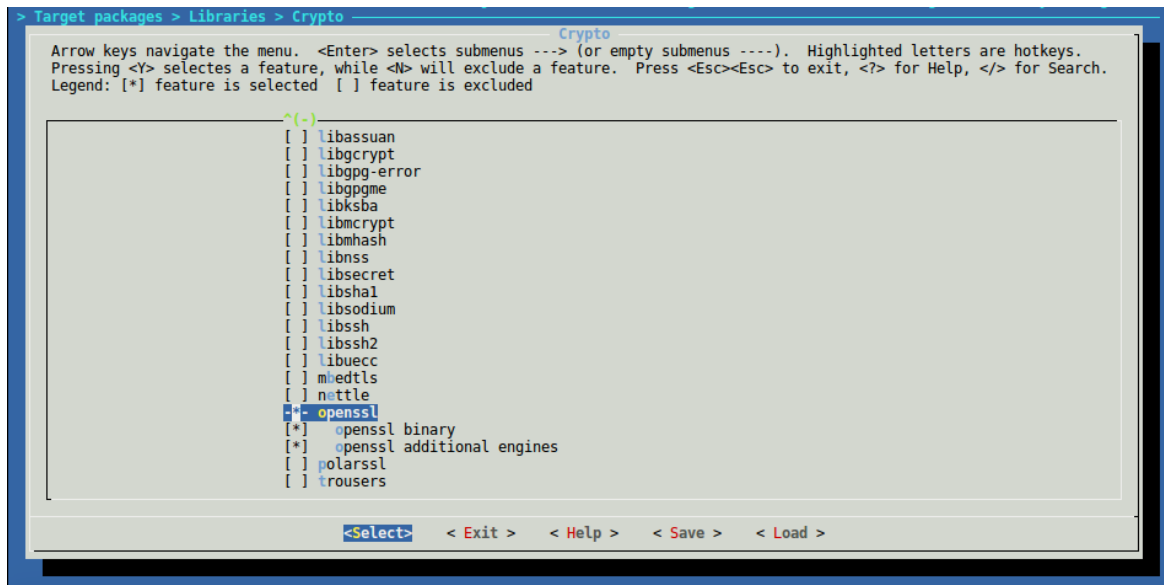 > Target packages > Libraries > Crypto
Crypto
Arrow keys navigate the menu. <Enter> selects submenus ---> (or empty submenus ----). Highlighted letters are hotkeys.
Pressing <Y> selectes a feature, while <N> will exclude a feature. Press <Esc><Esc> to exit, <?> for Help, </> for Search.
Legend: [*] feature is selected [ ] feature is excluded
^(-)
[ ] libassuan
[ ] libgcrypt
[ ] libgpg-error
[ ] libgpgme
[ ] libksba
[ ] libmcrypt
[ ] libmhash
[ ] libnss
[ ] libsecret
[ ] libsha1
[ ] libsodium
[ ] libssh
[ ] libssh2
[ ] libuecc
[ ] mbedtls
[ ] nettle
-*- openssl
[*] openssl binary
[*] openssl additional engines
[ ] polarssl
[ ] trousers
<Select> < Exit > < Help > < Save > < Load >